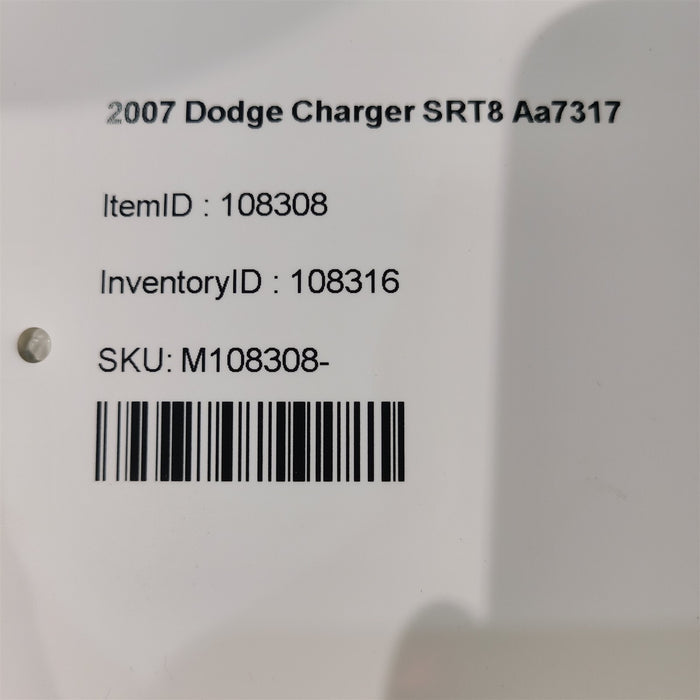 2007 Dodge Charger SRT8 Aa7317
ItemID : 108308
InventoryID : 108316
SKU: M108308-